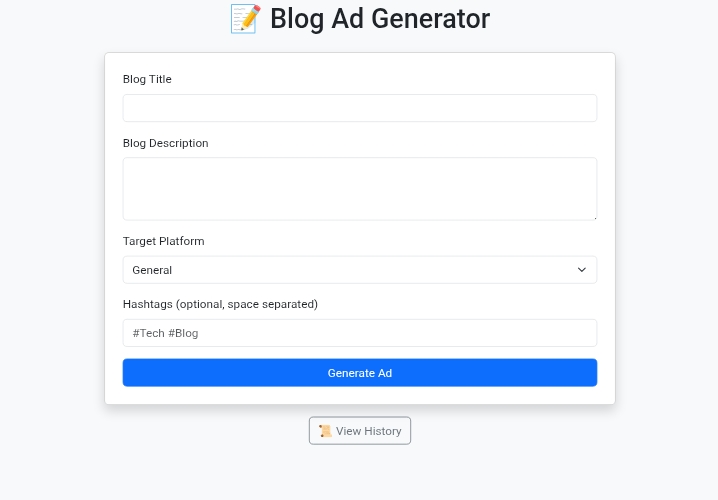 📝 Blog Ad Generator
Blog Title
Blog Description
Target Platform
General
Hashtags (optional, space separated)
#Tech #Blog
Generate Ad
📜 View History